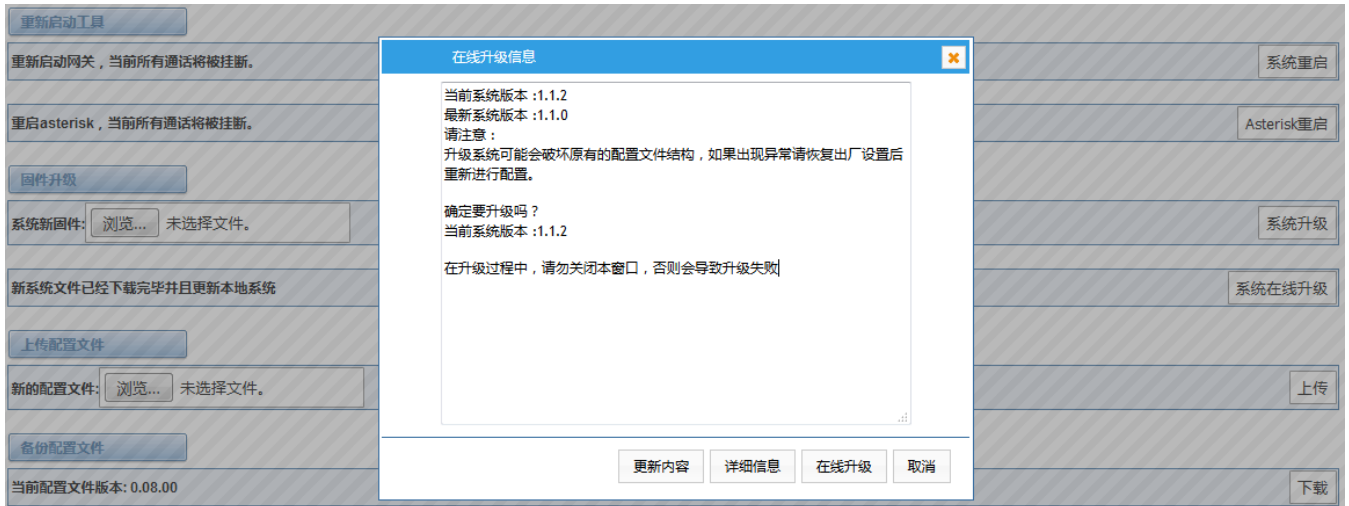 重新启动工具
重新启动网关，当前所有通话将被挂断。
系统重启
重启asterisk，当前所有通话将被挂断。
Asterisk重启
固件升级
系统新固件: 浏览... 未选择文件。
系统升级
新系统文件已经下载完毕并且更新本地系统
系统在线升级
上传配置文件
新的配置文件: 浏览... 未选择文件。
上传
备份配置文件
当前配置文件版本: 0.08.00
下载
在线升级信息
当前系统版本 :1.1.2
最新系统版本 :1.1.0
请注意：
升级系统可能会破坏原有的配置文件结构，如果出现异常请恢复出厂设置后
重新进行配置。
确定要升级吗？
当前系统版本 :1.1.2
在升级过程中，请勿关闭本窗口，否则会导致升级失败
更新内容 详细信息 在线升级 取消